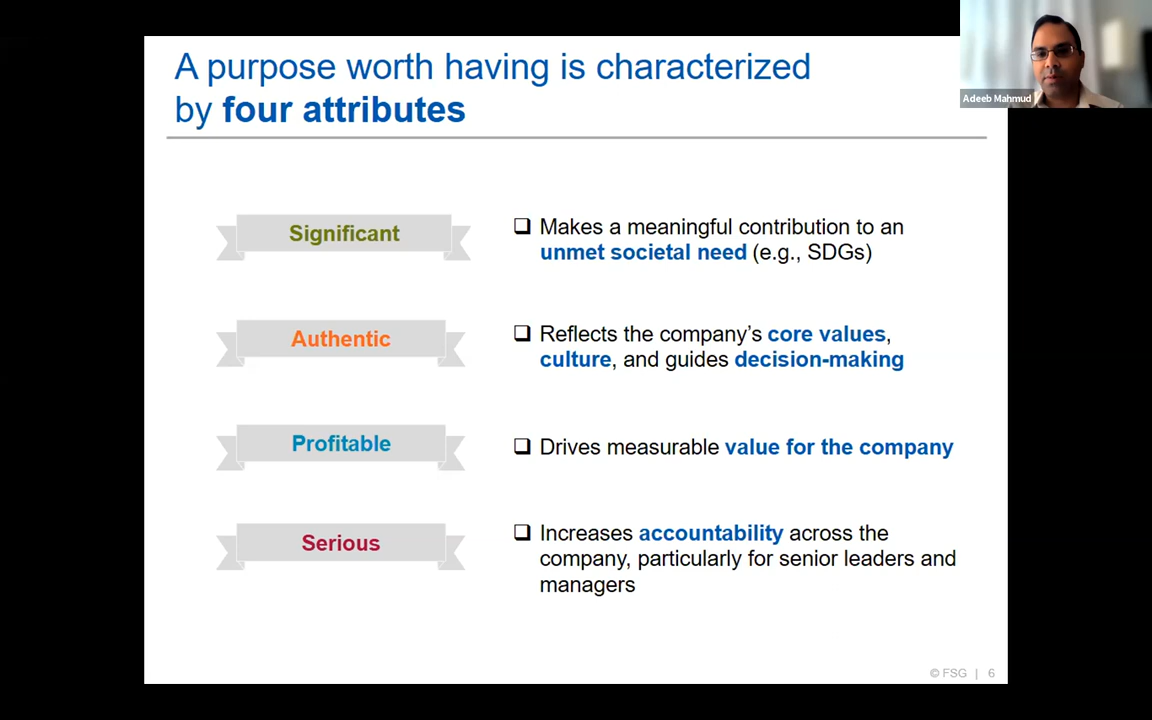 A purpose worth having is characterized
by four attributes
Adeeb Mahmud
Significant
Makes a meaningful contribution to an
unmet societal need (e.g., SDGs)
Authentic
Reflects the company’s core values,
culture, and guides decision-making
Profitable
Drives measurable value for the company
Serious
Increases accountability across the
company, particularly for senior leaders and
managers
© FSG | 6